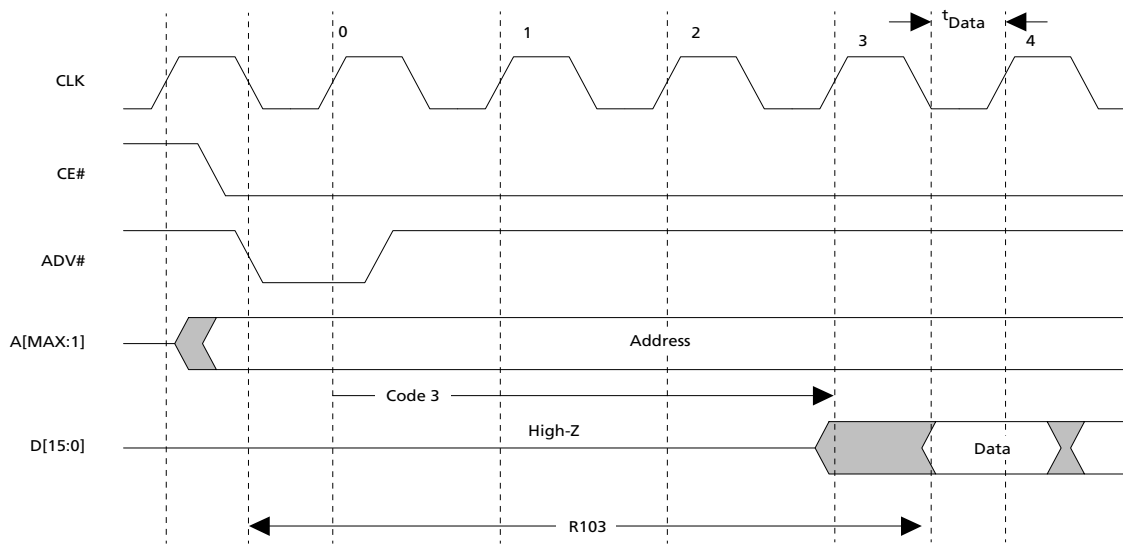 0
1
2
3
tData
4
CLK
CE#
ADV#
A[MAX:1]
Address
Code 3
High-Z
D[15:0]
Data
R103